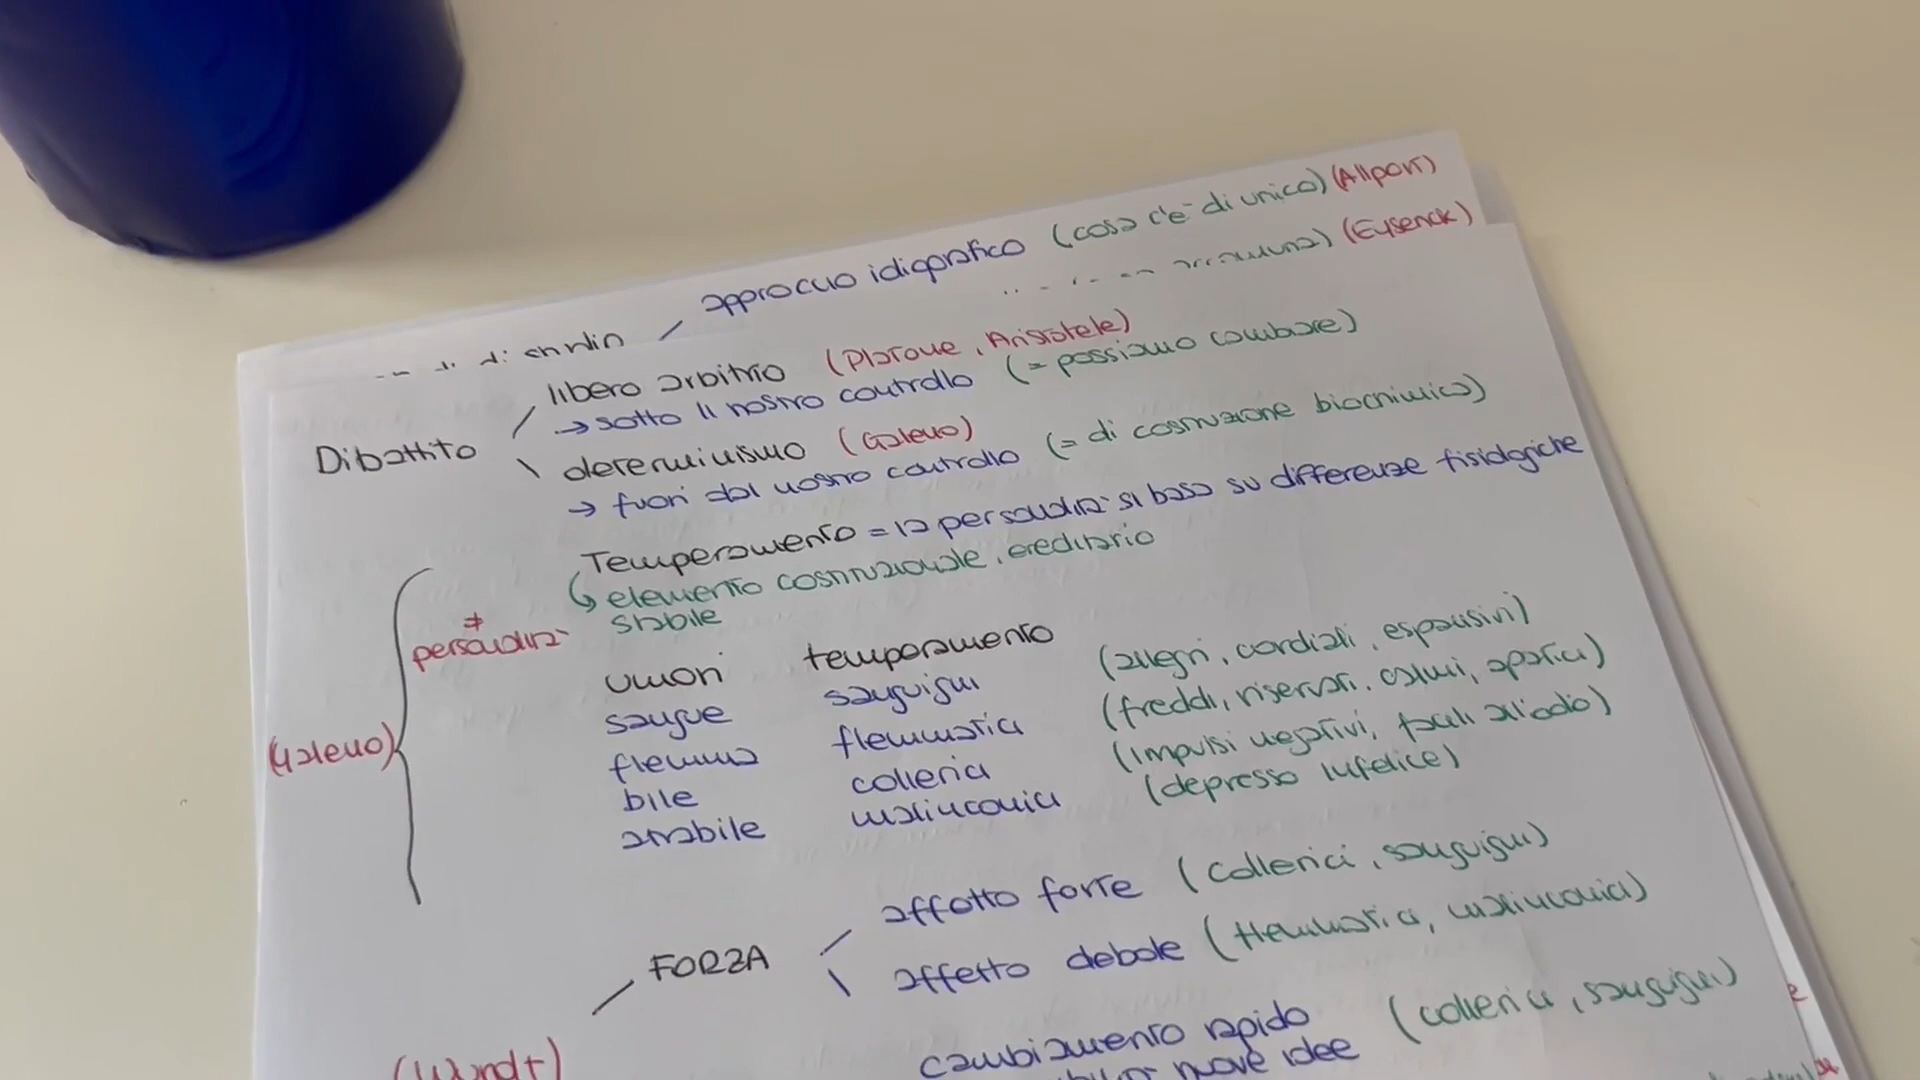 approccio idiografico (cosa c'è di unico) (Allport)
accomuna) (Eysenck)
Dibattito
libero arbitrio (Platone, Aristotele)
→ sotto il nostro controllo (= possiamo cambiare)
determinismo (Galeno)
→ fuori dal nostro controllo (= di costruzione biochimica)
Temperamento = la personalità si basa su differenze fisiologiche
elemento costituzionale, ereditario
stabile
≠
personalità
umori temperamento
sangue sanguigni (allegri, cordiali, espansivi)
flemma flemmatici (freddi, riservati, calmi, apatici)
bile collerici (impulsi negativi, facili all'odio)
atrabile malinconici (depresso infelice)
(Galeno)
FORZA
affetto forte (collerici, sanguigni)
affetto debole (flemmatici, malinconici)
(Wundt)
cambiamento rapido (collerici, sanguigni)
nuove idee